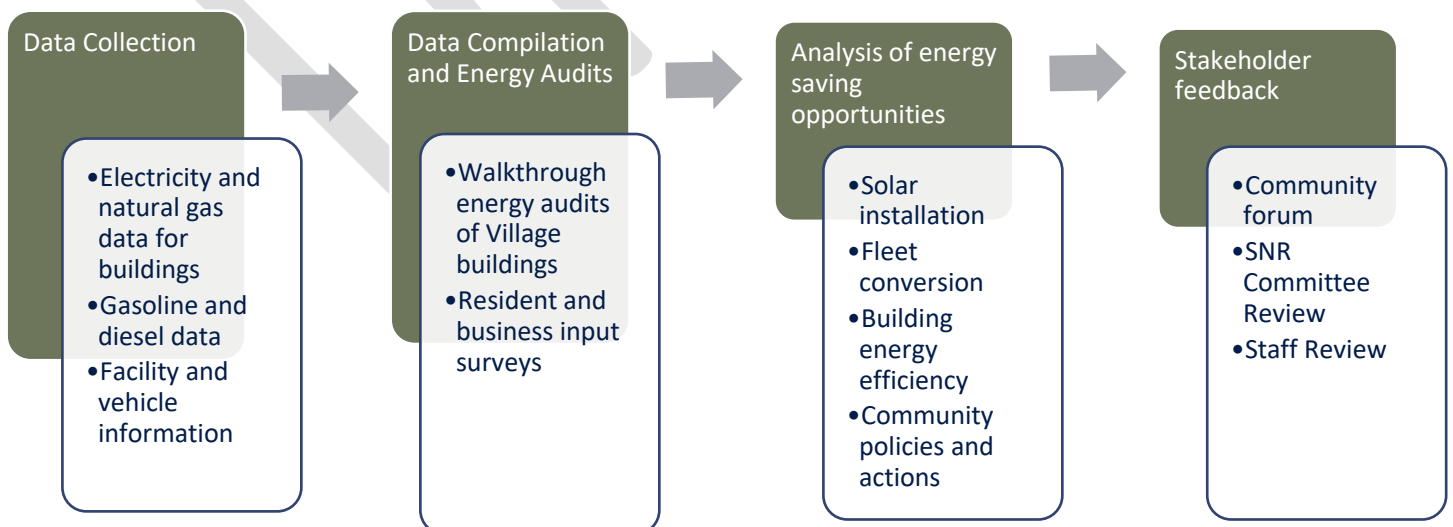 Data Collection
•Electricity and
natural gas
data for
buildings
•Gasoline and
diesel data
•Facility and
vehicle
information
Data Compilation
and Energy Audits
•Walkthrough
energy audits
of Village
buildings
•Resident and
business input
surveys
Analysis of energy
saving
opportunities
•Solar
installation
•Fleet
conversion
•Building
energy
efficiency
•Community
policies and
actions
Stakeholder
feedback
•Community
forum
•SNR
Committee
Review
•Staff Review